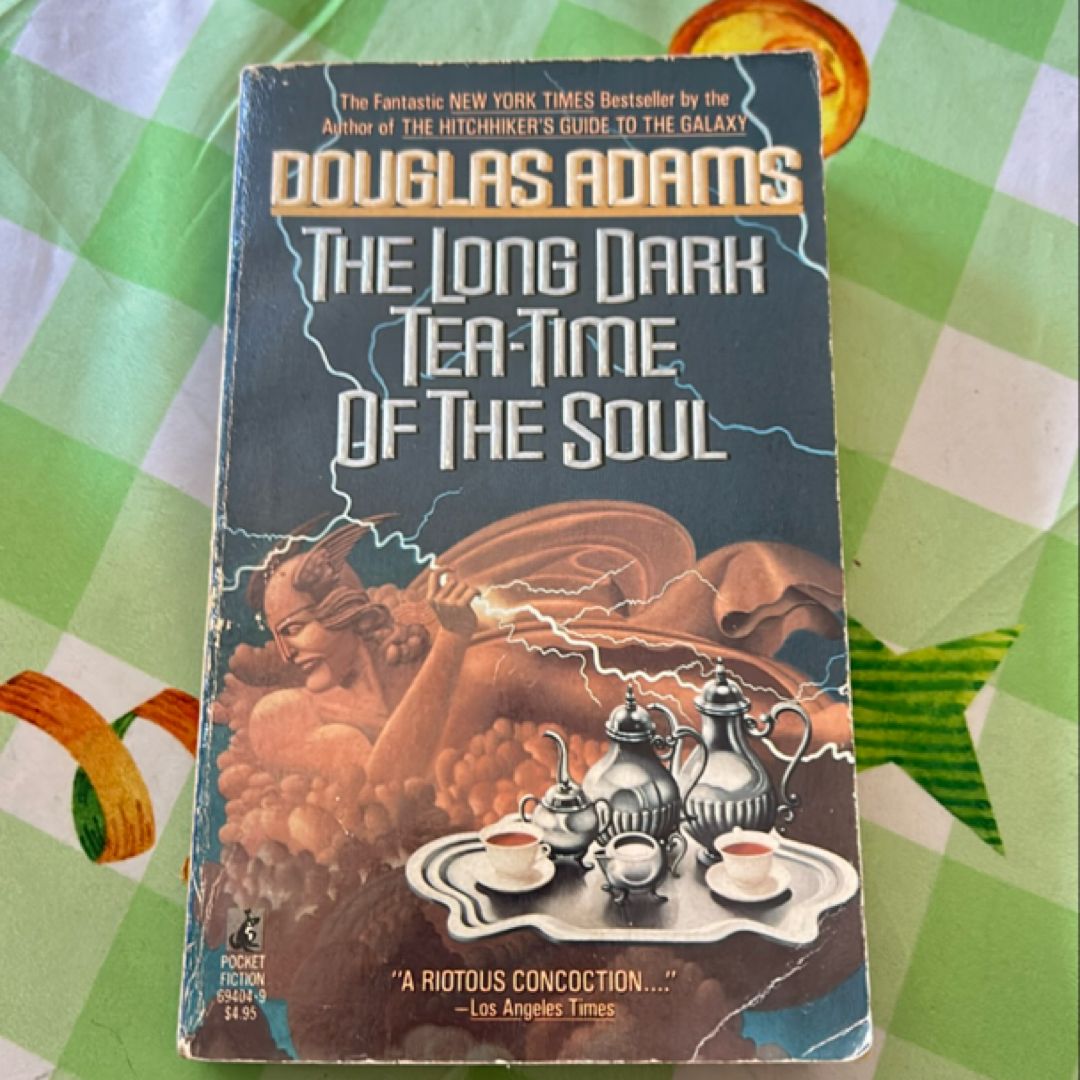 The Fantastic NEW YORK TIMES Bestseller by the
Author of THE HITCHHIKER'S GUIDE TO THE GALAXY
DOUGLAS ADAMS
THE LONG DARK
TEA-TIME
OF THE SOUL
POCKET
FICTION
69404-9
$4.95
"A RIOTOUS CONCOCTION...."
—Los Angeles Times